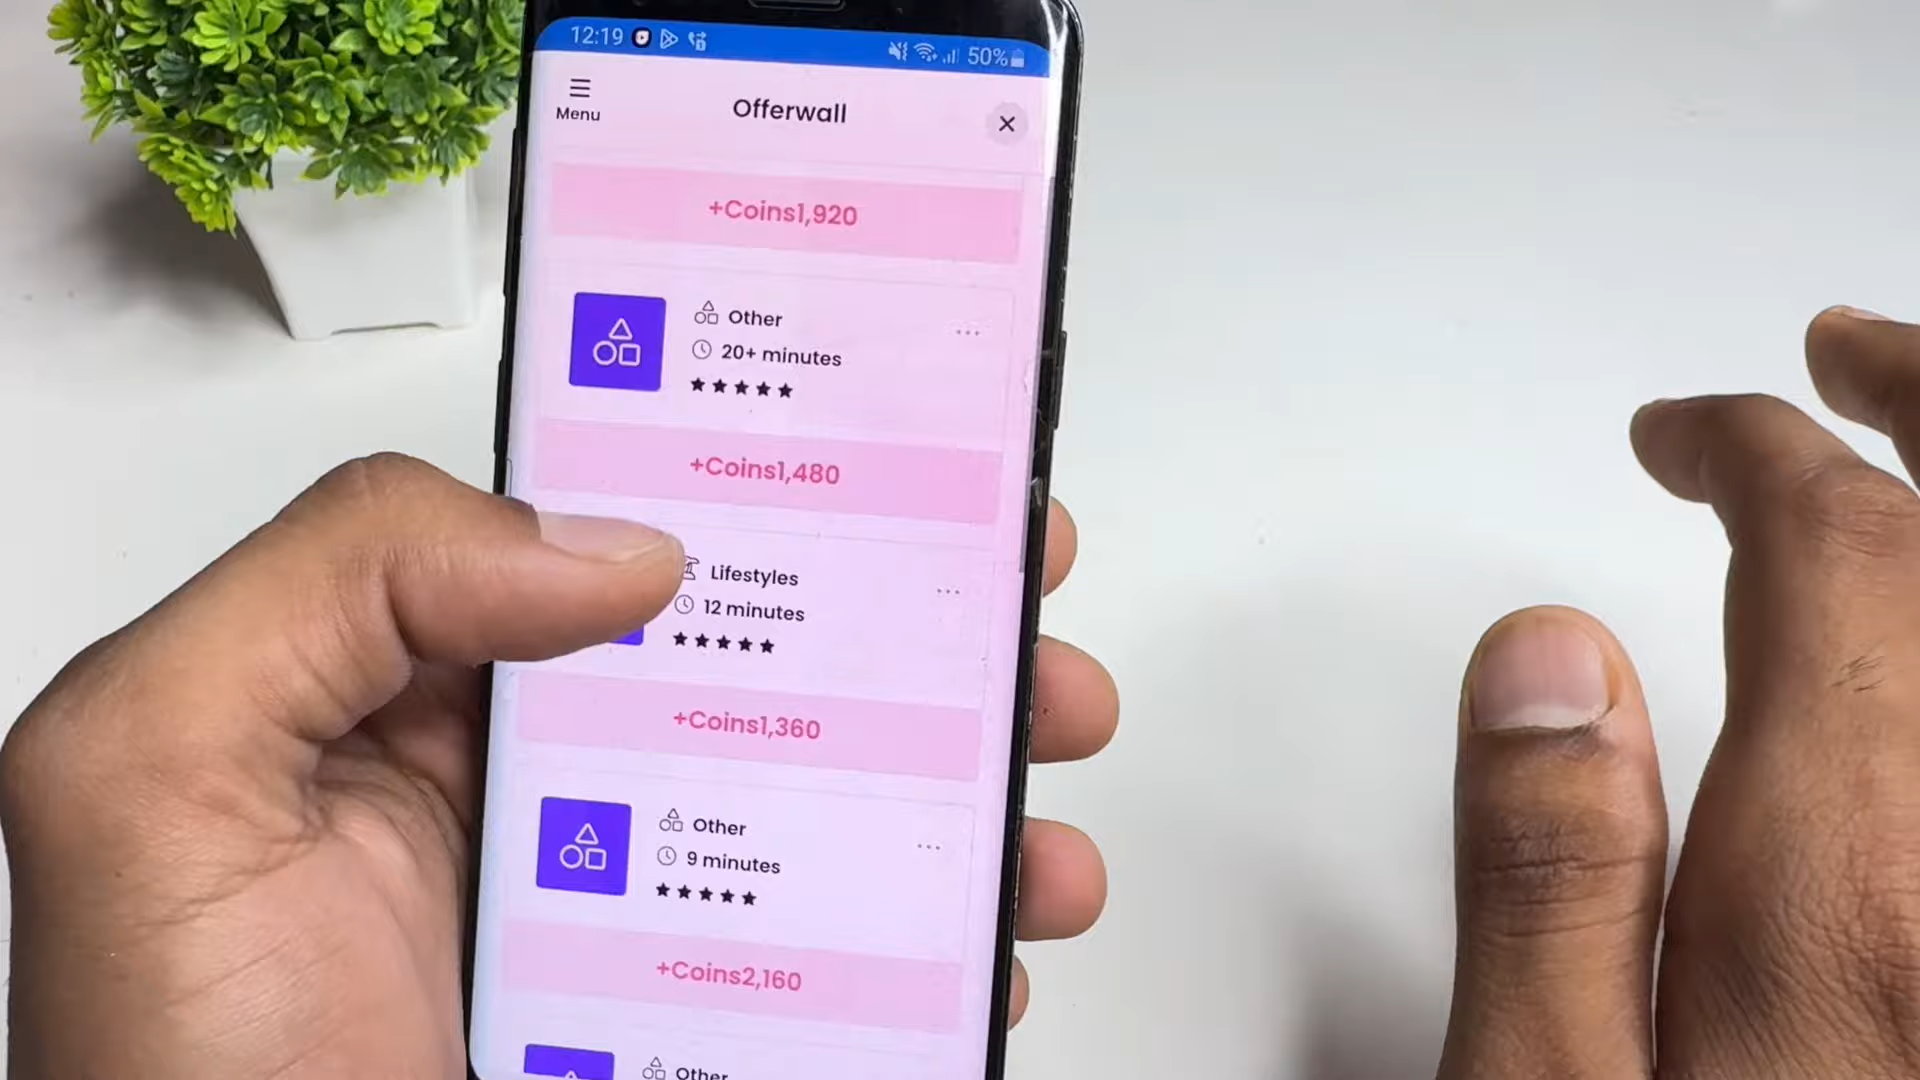 12:19
50%
Menu
Offerwall
+Coins1,920
Other
20+ minutes
+Coins1,480
Lifestyles
12 minutes
+Coins1,360
Other
9 minutes
+Coins2,160
Other